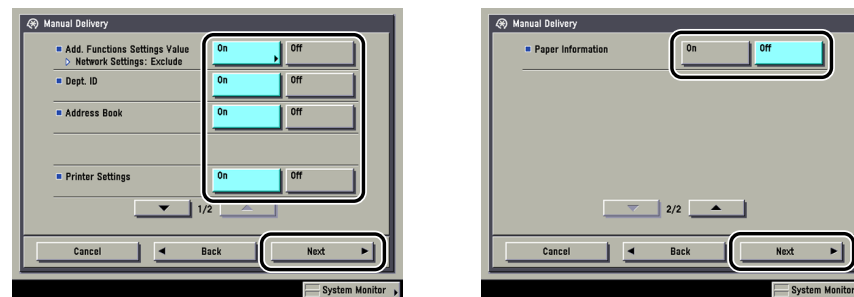 Manual Delivery
Add. Functions Settings Value On Off
Network Settings: Exclude
Dept. ID On Off
Address Book On Off
Printer Settings On Off
1/2
Cancel Back Next
System Monitor
Manual Delivery
Paper Information On Off
2/2
Cancel Back Next
System Monitor